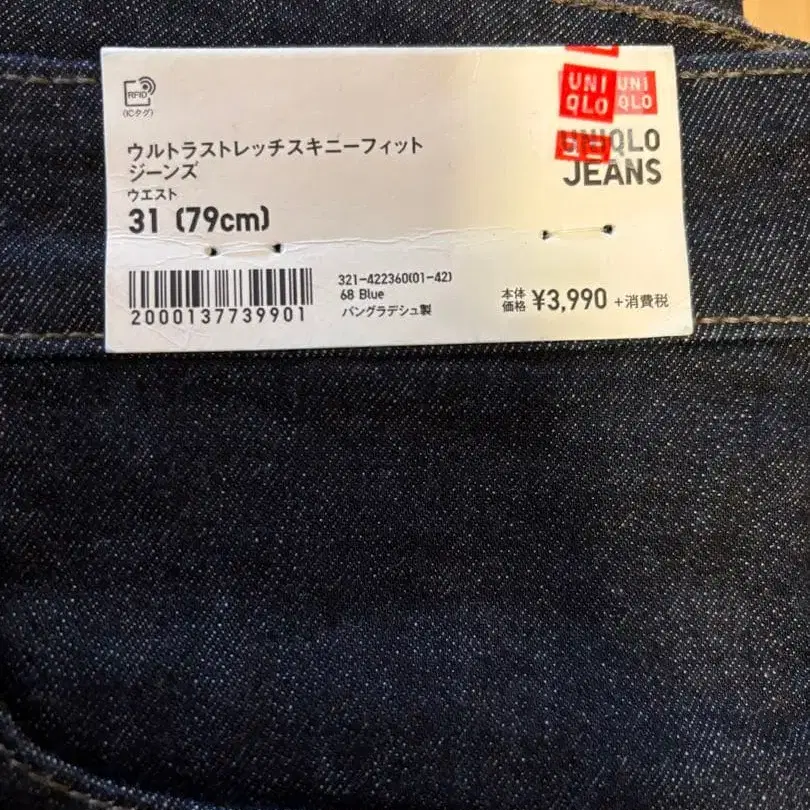 RFID
(ICタグ)
ウルトラストレッチスキニーフィット
ジーンズ
ウエスト
31 (79cm)
2000137739901
321-422360(01-42)
68 Blue
バングラデシュ製
本体
価格 ¥3,990 +消費税
UNI UNI
QLO QLO
UNIQLO
JEANS